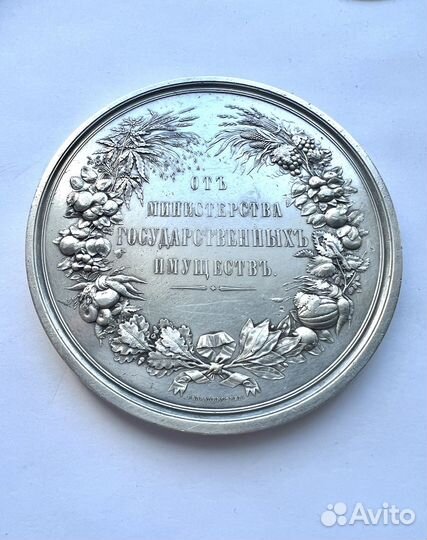 ОТЪ
МИНИСТЕРСТВА
ГОСУДАРСТВЕННЫХЪ
ИМУЩЕСТВЪ.
Avito